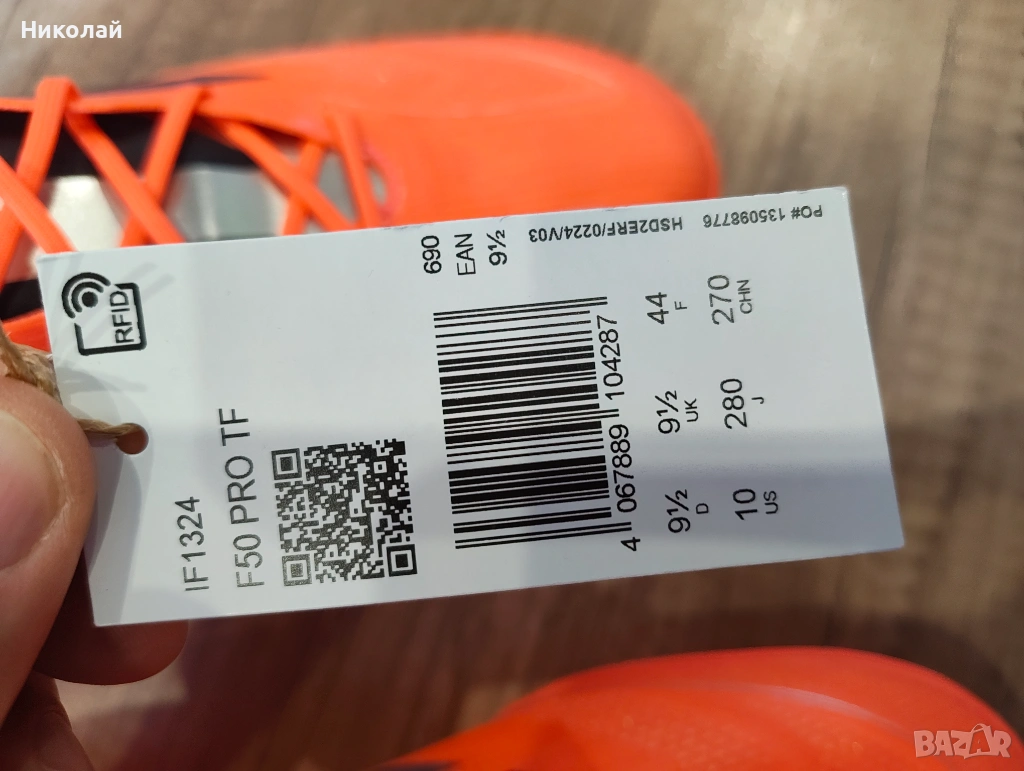 Николай
RFID
IF1324
F50 PRO TF
690
EAN
9½
4 067889 104287
9½ 9½ 44
D UK F
10 280 270
US J CHN
HSD2ERF/0224/V03 PO# 135098776
BAZAR